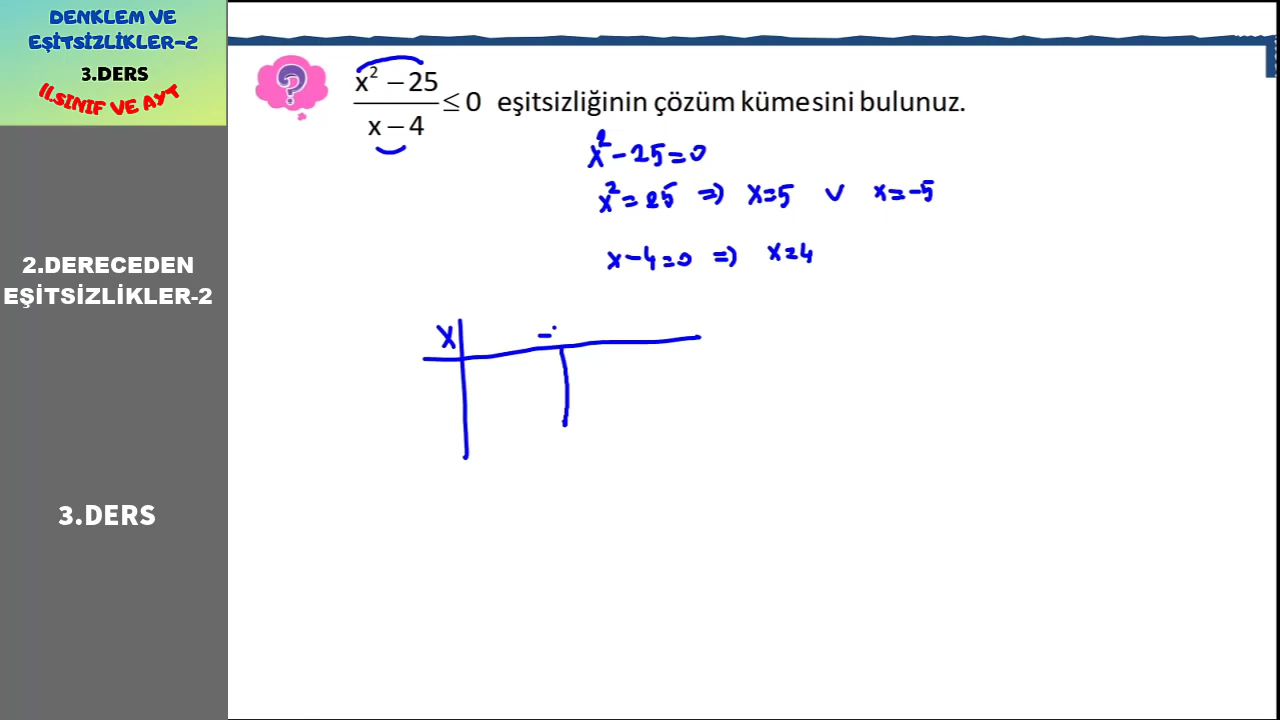 DENKLEM VE
EŞİTSİZLİKLER-2
3.DERS
11.SINIF VE AYT
2.DERECEDEN
EŞİTSİZLİKLER-2
3.DERS
?
x² − 25
x − 4
≤ 0 eşitsizliğinin çözüm kümesini bulunuz.
x² − 25 = 0
x² = 25 ⇒ x = 5 ∨ x = −5
x − 4 = 0 ⇒ x = 4
x −